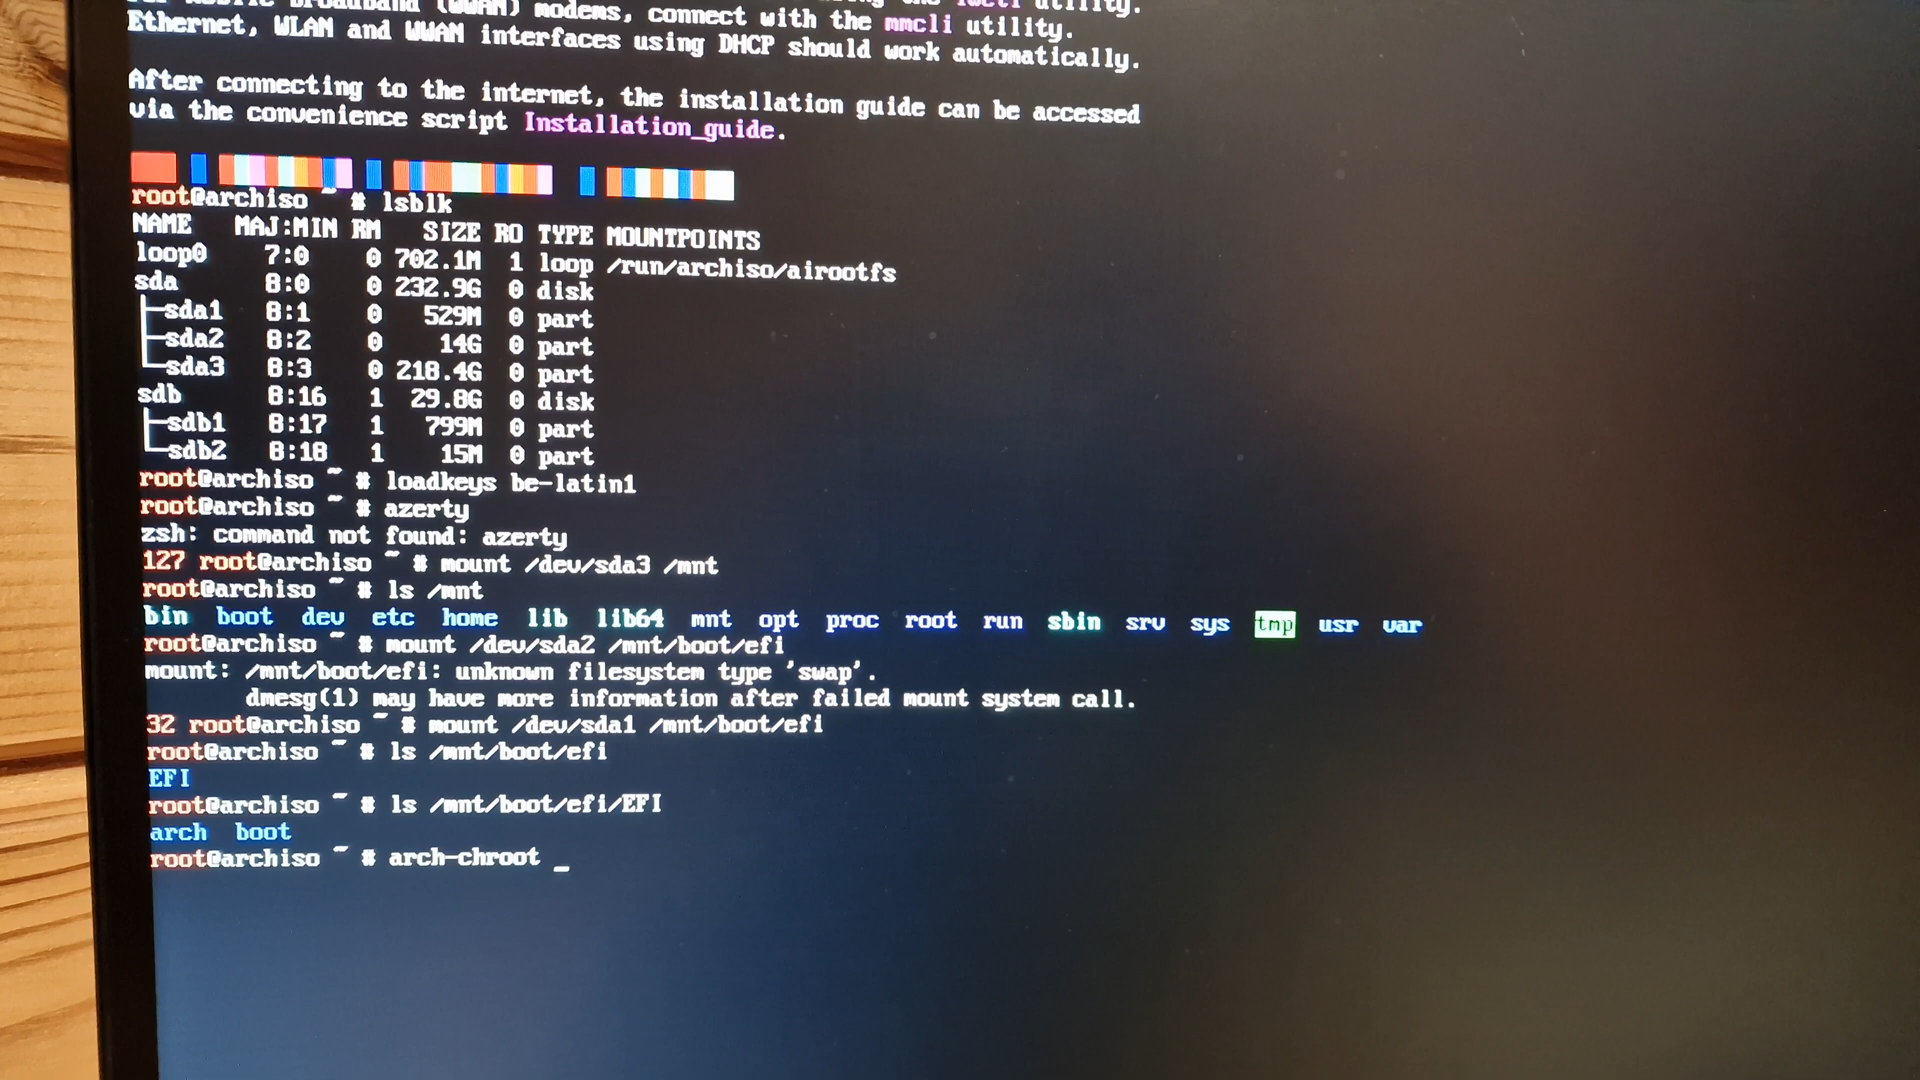 For mobile broadband (WWAN) modems, connect with the mmcli utility.
Ethernet, WLAN and WWAN interfaces using DHCP should work automatically.
After connecting to the internet, the installation guide can be accessed
via the convenience script Installation_guide.
root@archiso ~ # lsblk
NAME MAJ:MIN RM SIZE RO TYPE MOUNTPOINTS
loop0 7:0 0 702.1M 1 loop /run/archiso/airootfs
sda 8:0 0 232.9G 0 disk
├─sda1 8:1 0 529M 0 part
├─sda2 8:2 0 14G 0 part
└─sda3 8:3 0 218.4G 0 part
sdb 8:16 1 29.8G 0 disk
├─sdb1 8:17 1 799M 0 part
└─sdb2 8:18 1 15M 0 part
root@archiso ~ # loadkeys be-latin1
root@archiso ~ # azerty
zsh: command not found: azerty
127 root@archiso ~ # mount /dev/sda3 /mnt
root@archiso ~ # ls /mnt
bin boot dev etc home lib lib64 mnt opt proc root run sbin srv sys tmp usr var
root@archiso ~ # mount /dev/sda2 /mnt/boot/efi
mount: /mnt/boot/efi: unknown filesystem type 'swap'.
dmesg(1) may have more information after failed mount system call.
32 root@archiso ~ # mount /dev/sda1 /mnt/boot/efi
root@archiso ~ # ls /mnt/boot/efi
EFI
root@archiso ~ # ls /mnt/boot/efi/EFI
arch boot
root@archiso ~ # arch-chroot _